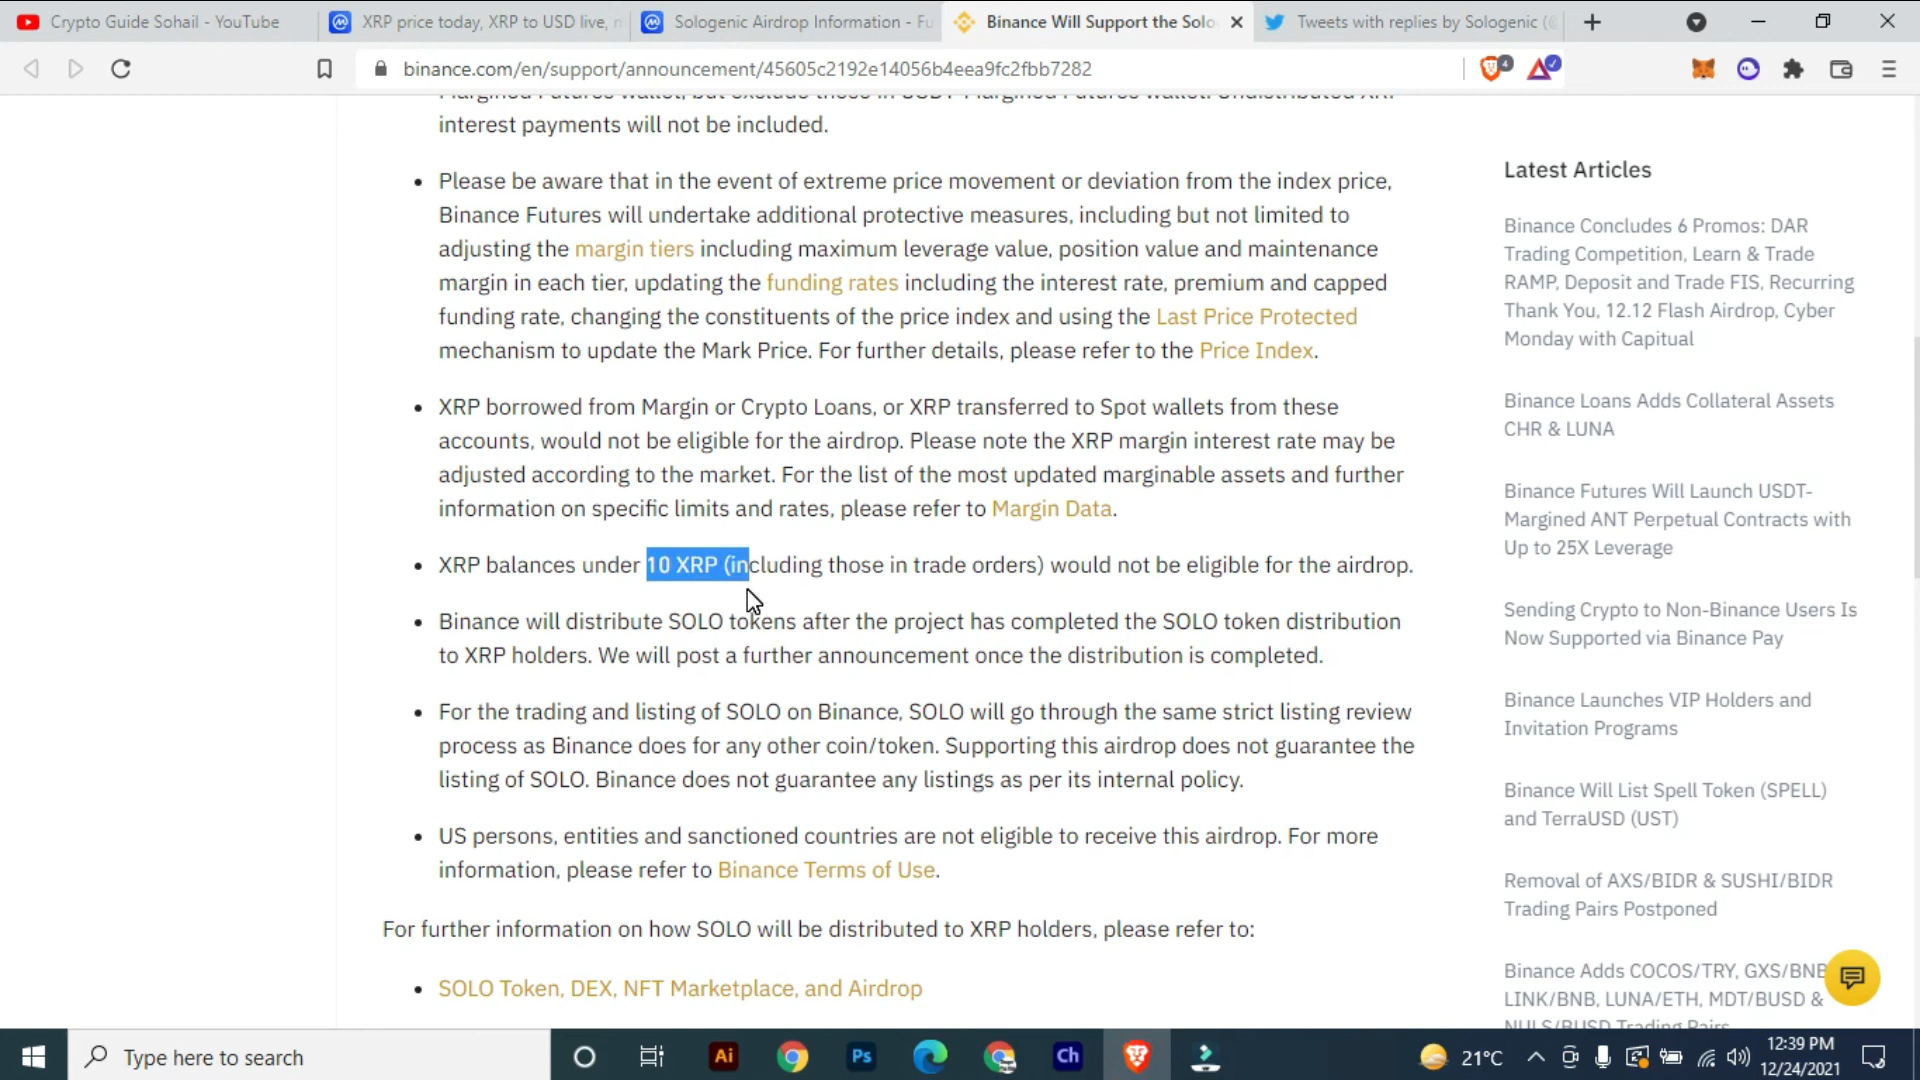 Crypto Guide Sohail - YouTube
XRP price today, XRP to USD live,
Sologenic Airdrop Information - Fu
Binance Will Support the Solo
Tweets with replies by Sologenic (@
binance.com/en/support/announcement/45605c2192e14056b4eea9fc2fbb7282
4
Margined Futures wallet, but exclude those in USDT-Margined Futures wallet. Undistributed XRP
interest payments will not be included.
• Please be aware that in the event of extreme price movement or deviation from the index price,
Binance Futures will undertake additional protective measures, including but not limited to
adjusting the margin tiers including maximum leverage value, position value and maintenance
margin in each tier, updating the funding rates including the interest rate, premium and capped
funding rate, changing the constituents of the price index and using the Last Price Protected
mechanism to update the Mark Price. For further details, please refer to the Price Index.
• XRP borrowed from Margin or Crypto Loans, or XRP transferred to Spot wallets from these
accounts, would not be eligible for the airdrop. Please note the XRP margin interest rate may be
adjusted according to the market. For the list of the most updated marginable assets and further
information on specific limits and rates, please refer to Margin Data.
• XRP balances under 10 XRP (including those in trade orders) would not be eligible for the airdrop.
• Binance will distribute SOLO tokens after the project has completed the SOLO token distribution
to XRP holders. We will post a further announcement once the distribution is completed.
• For the trading and listing of SOLO on Binance, SOLO will go through the same strict listing review
process as Binance does for any other coin/token. Supporting this airdrop does not guarantee the
listing of SOLO. Binance does not guarantee any listings as per its internal policy.
• US persons, entities and sanctioned countries are not eligible to receive this airdrop. For more
information, please refer to Binance Terms of Use.
For further information on how SOLO will be distributed to XRP holders, please refer to:
• SOLO Token, DEX, NFT Marketplace, and Airdrop
Latest Articles
Binance Concludes 6 Promos: DAR
Trading Competition, Learn & Trade
RAMP, Deposit and Trade FIS, Recurring
Thank You, 12.12 Flash Airdrop, Cyber
Monday with Capitual
Binance Loans Adds Collateral Assets
CHR & LUNA
Binance Futures Will Launch USDT-
Margined ANT Perpetual Contracts with
Up to 25X Leverage
Sending Crypto to Non-Binance Users Is
Now Supported via Binance Pay
Binance Launches VIP Holders and
Invitation Programs
Binance Will List Spell Token (SPELL)
and TerraUSD (UST)
Removal of AXS/BIDR & SUSHI/BIDR
Trading Pairs Postponed
Binance Adds COCOS/TRY, GXS/BNB
LINK/BNB, LUNA/ETH, MDT/BUSD &
NULS/BUSD Trading Pairs
Type here to search
Ai
Ps
Ch
21°C
12:39 PM
12/24/2021